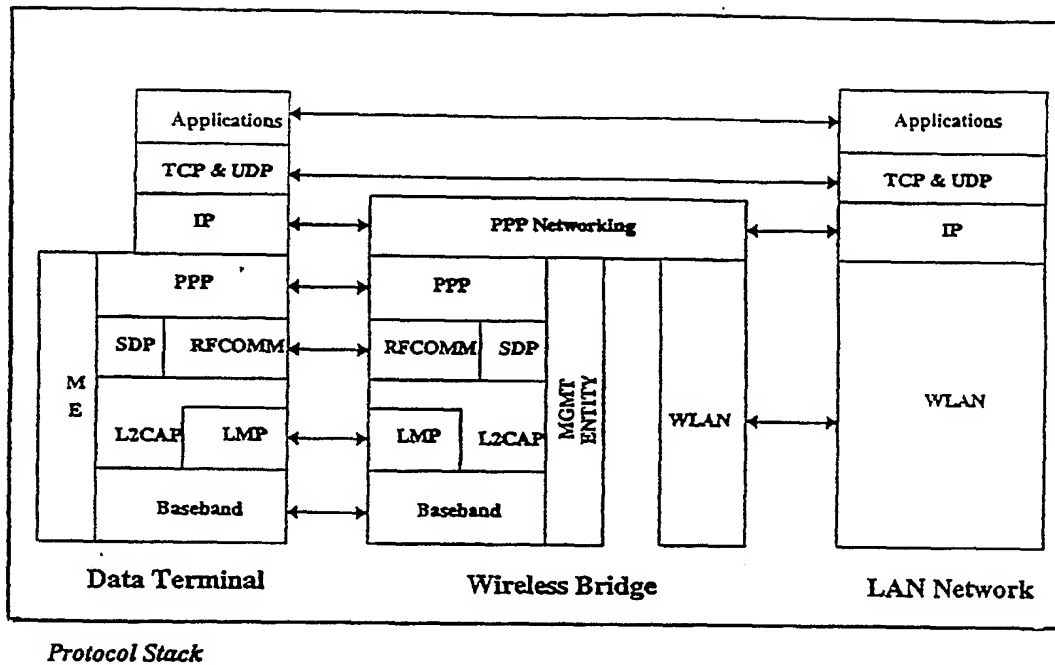 Applications
TCP & UDP
IP
PPP
SDP
RFCOMM
ME
L2CAP
LMP
Baseband
Data Terminal
PPP Networking
PPP
RFCOMM
SDP
LMP
L2CAP
Baseband
MGMT
ENTITY
WLAN
Wireless Bridge
Applications
TCP & UDP
IP
WLAN
LAN Network
Protocol Stack